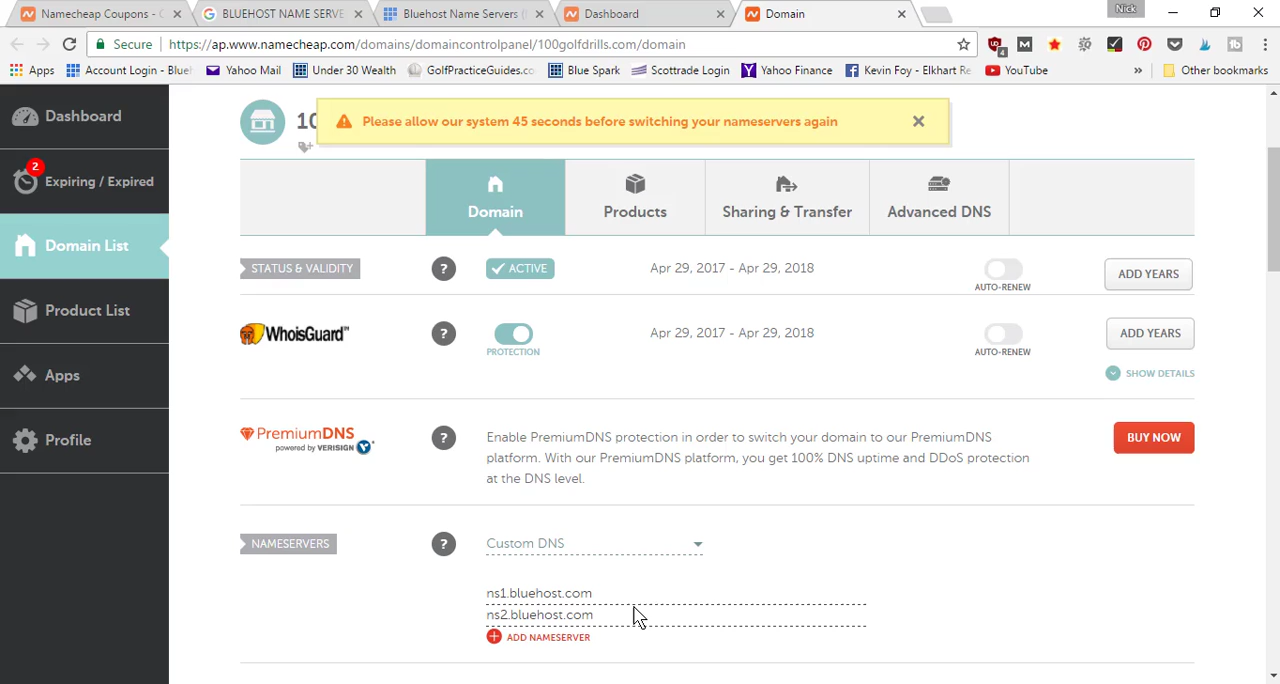 Nick
Namecheap Coupons - C
BLUEHOST NAME SERVE
Bluehost Name Servers (
Dashboard
Domain
Secure
https://ap.www.namecheap.com/domains/domaincontrolpanel/100golfdrills.com/domain
4
Apps
Account Login - Blue
Yahoo Mail
Under 30 Wealth
GolfPracticeGuides.co
Blue Spark
Scottrade Login
Yahoo Finance
Kevin Foy - Elkhart Re
YouTube
»
Other bookmarks
Dashboard
2
Expiring / Expired
Domain List
Product List
Apps
Profile
10
Please allow our system 45 seconds before switching your nameservers again
Domain
Products
Sharing & Transfer
Advanced DNS
STATUS & VALIDITY
?
ACTIVE
Apr 29, 2017 - Apr 29, 2018
AUTO-RENEW
ADD YEARS
WhoisGuard
?
PROTECTION
Apr 29, 2017 - Apr 29, 2018
AUTO-RENEW
ADD YEARS
SHOW DETAILS
PremiumDNS
powered by VERISIGN
?
Enable PremiumDNS protection in order to switch your domain to our PremiumDNS
platform. With our PremiumDNS platform, you get 100% DNS uptime and DDoS protection
at the DNS level.
BUY NOW
NAMESERVERS
?
Custom DNS
ns1.bluehost.com
ns2.bluehost.com
ADD NAMESERVER